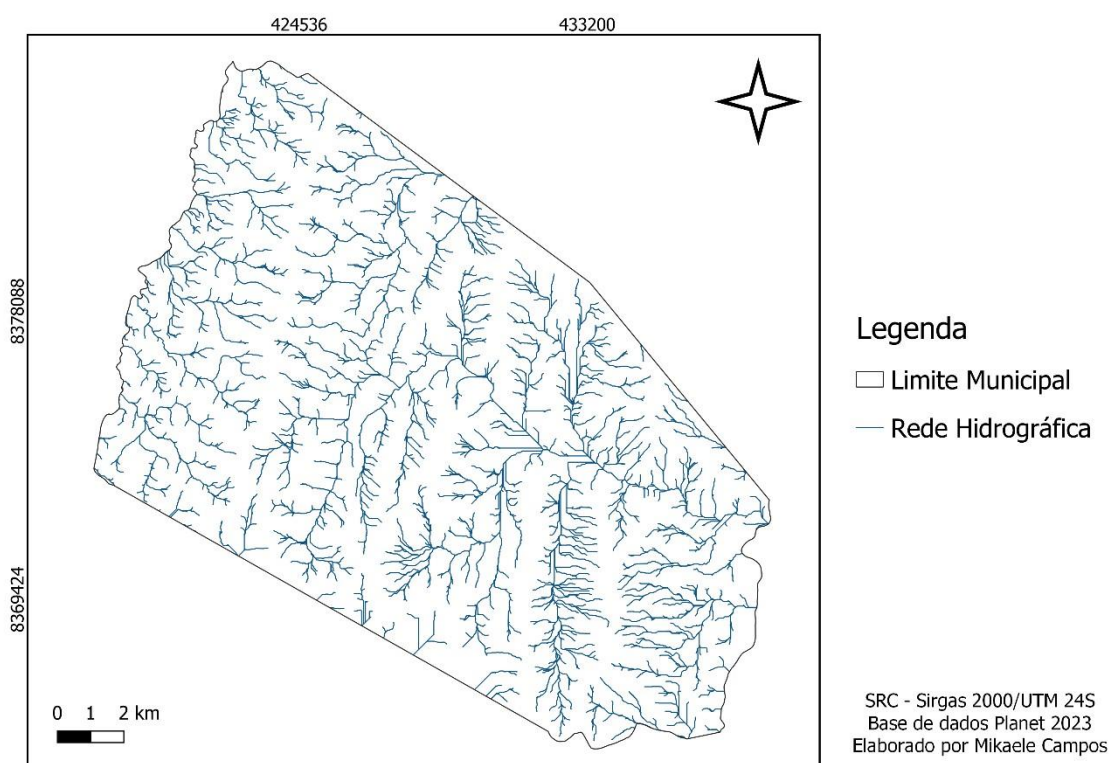 424536 433200
8378088
8369424
Legenda
Limite Municipal
Rede Hidrográfica
0 1 2 km
SRC - Sirgas 2000/UTM 24S
Base de dados Planet 2023
Elaborado por Mikaele Campos